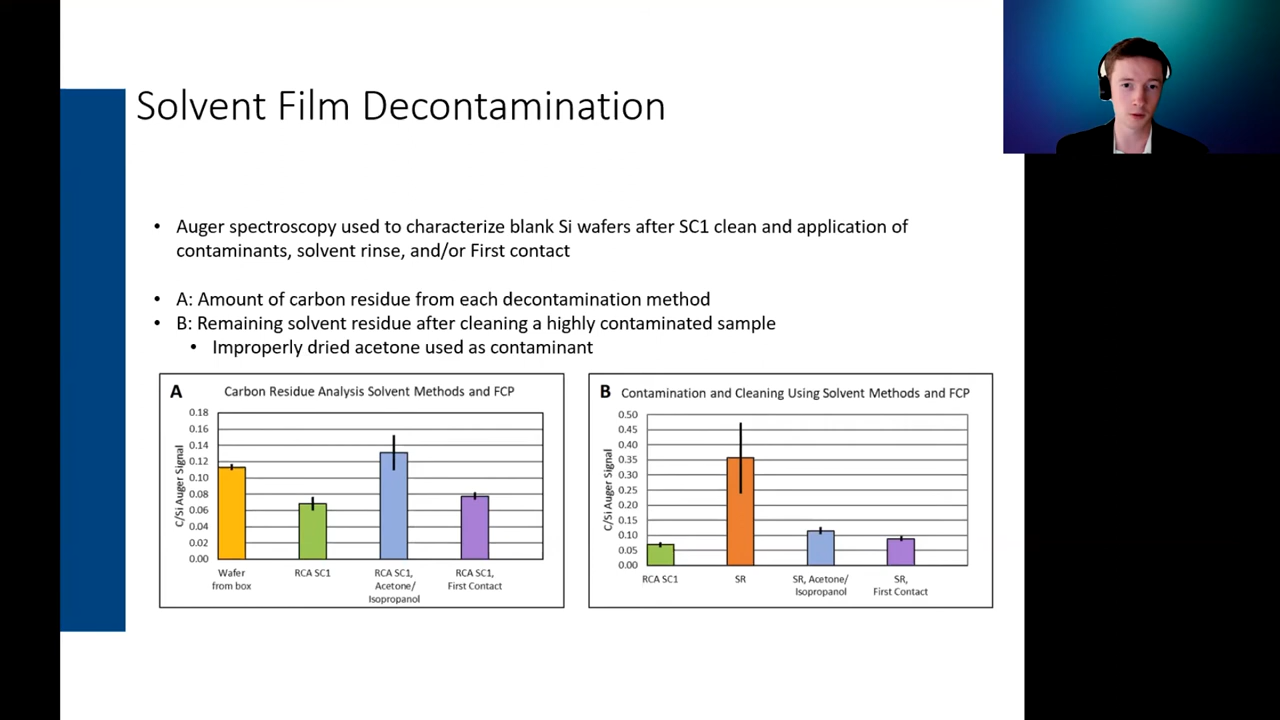 Solvent Film Decontamination
• Auger spectroscopy used to characterize blank Si wafers after SC1 clean and application of
contaminants, solvent rinse, and/or First contact
• A: Amount of carbon residue from each decontamination method
• B: Remaining solvent residue after cleaning a highly contaminated sample
• Improperly dried acetone used as contaminant
A Carbon Residue Analysis Solvent Methods and FCP
C/Si Auger Signal
0.18
0.16
0.14
0.12
0.10
0.08
0.06
0.04
0.02
0.00
Wafer
from box
RCA SC1
RCA SC1,
Acetone/
Isopropanol
RCA SC1,
First Contact
B Contamination and Cleaning Using Solvent Methods and FCP
C/Si Auger Signal
0.50
0.45
0.40
0.35
0.30
0.25
0.20
0.15
0.10
0.05
0.00
RCA SC1
SR
SR, Acetone/
Isopropanol
SR,
First Contact